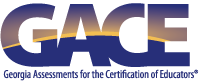 GACE
Georgia Assessments for the Certification of Educators®